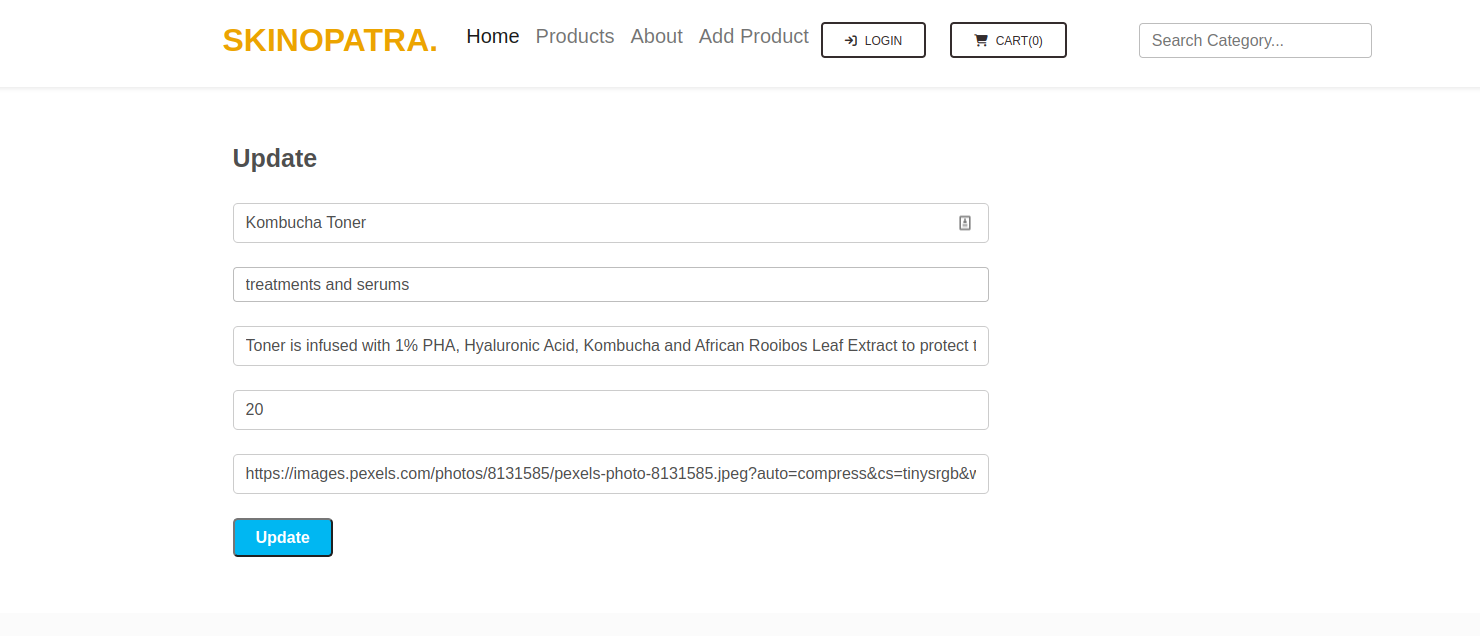 SKINOPATRA. Home Products About Add Product LOGIN CART(0) Search Category...
Update
Kombucha Toner
treatments and serums
Toner is infused with 1% PHA, Hyaluronic Acid, Kombucha and African Rooibos Leaf Extract to protect
20
https://images.pexels.com/photos/8131585/pexels-photo-8131585.jpeg?auto=compress&cs=tinysrgb&w
Update